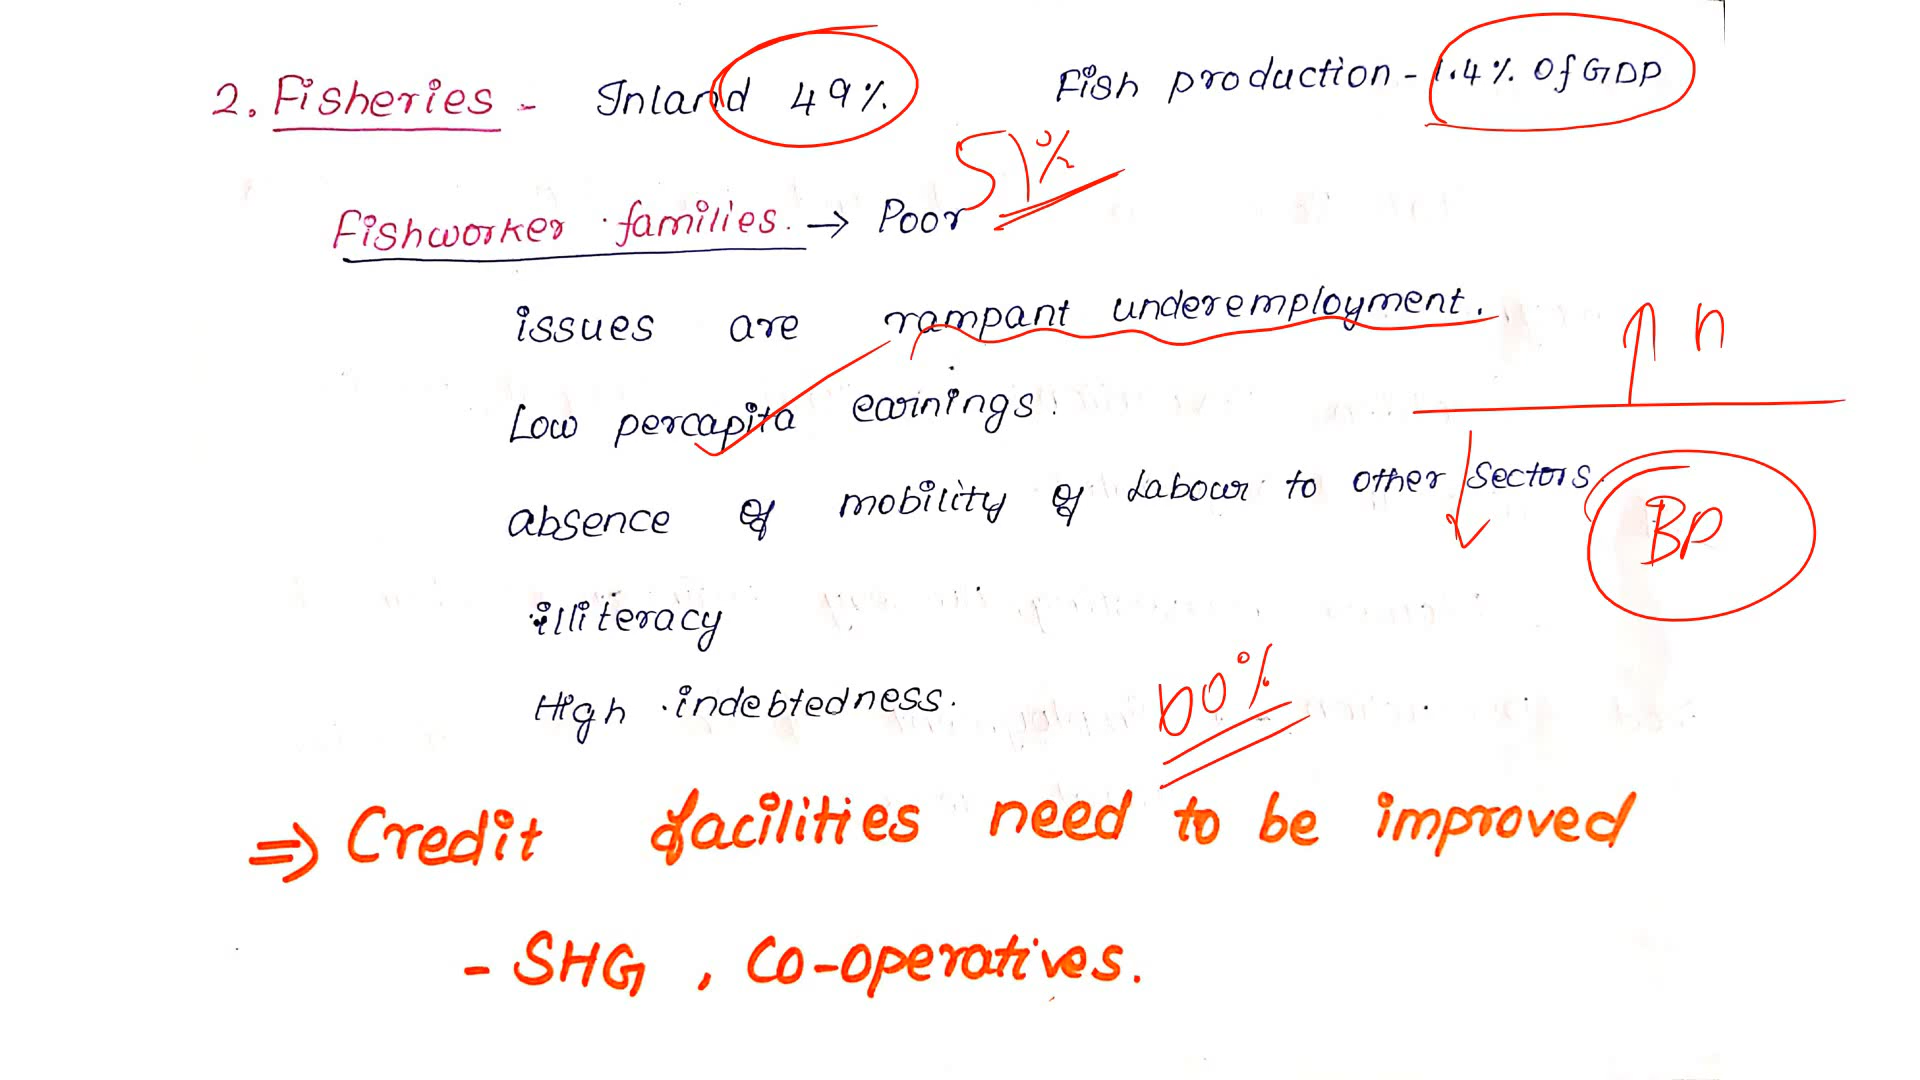 2. Fisheries - Inland 49% Fish production - 1.4% Of GDP
51%
Fishworker families. → Poor
issues are rampant underemployment.
↑ n
Low percapita earnings.
absence of mobility of Labour to other sectors
↓ BP
illiteracy
High indebtedness.
⇒ Credit facilities need to be improved
- SHG, Co-operatives.